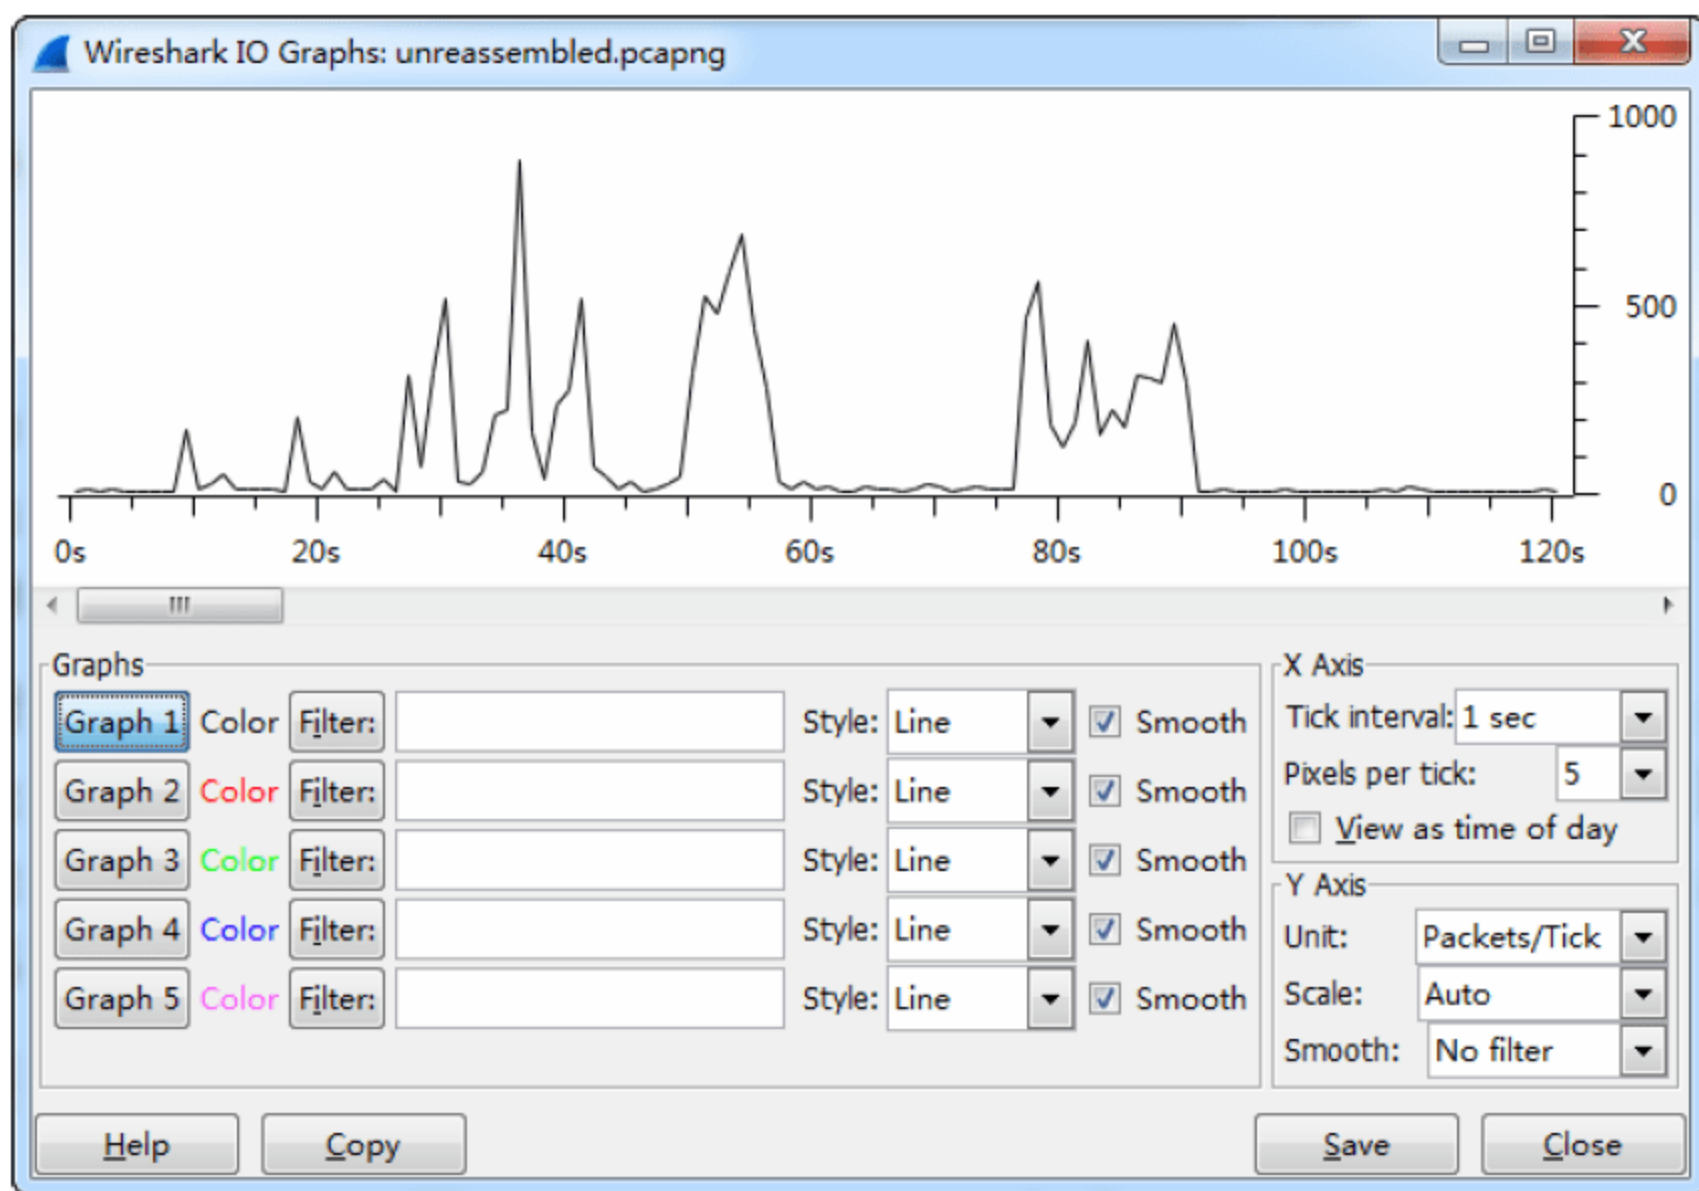 Wireshark IO Graphs: unreassembled.pcapng
1000
500
0
0s 20s 40s 60s 80s 100s 120s
Graphs
Graph 1 Color Filter: Style: Line Smooth
Graph 2 Color Filter: Style: Line Smooth
Graph 3 Color Filter: Style: Line Smooth
Graph 4 Color Filter: Style: Line Smooth
Graph 5 Color Filter: Style: Line Smooth
X Axis
Tick interval: 1 sec
Pixels per tick: 5
View as time of day
Y Axis
Unit: Packets/Tick
Scale: Auto
Smooth: No filter
Help Copy Save Close